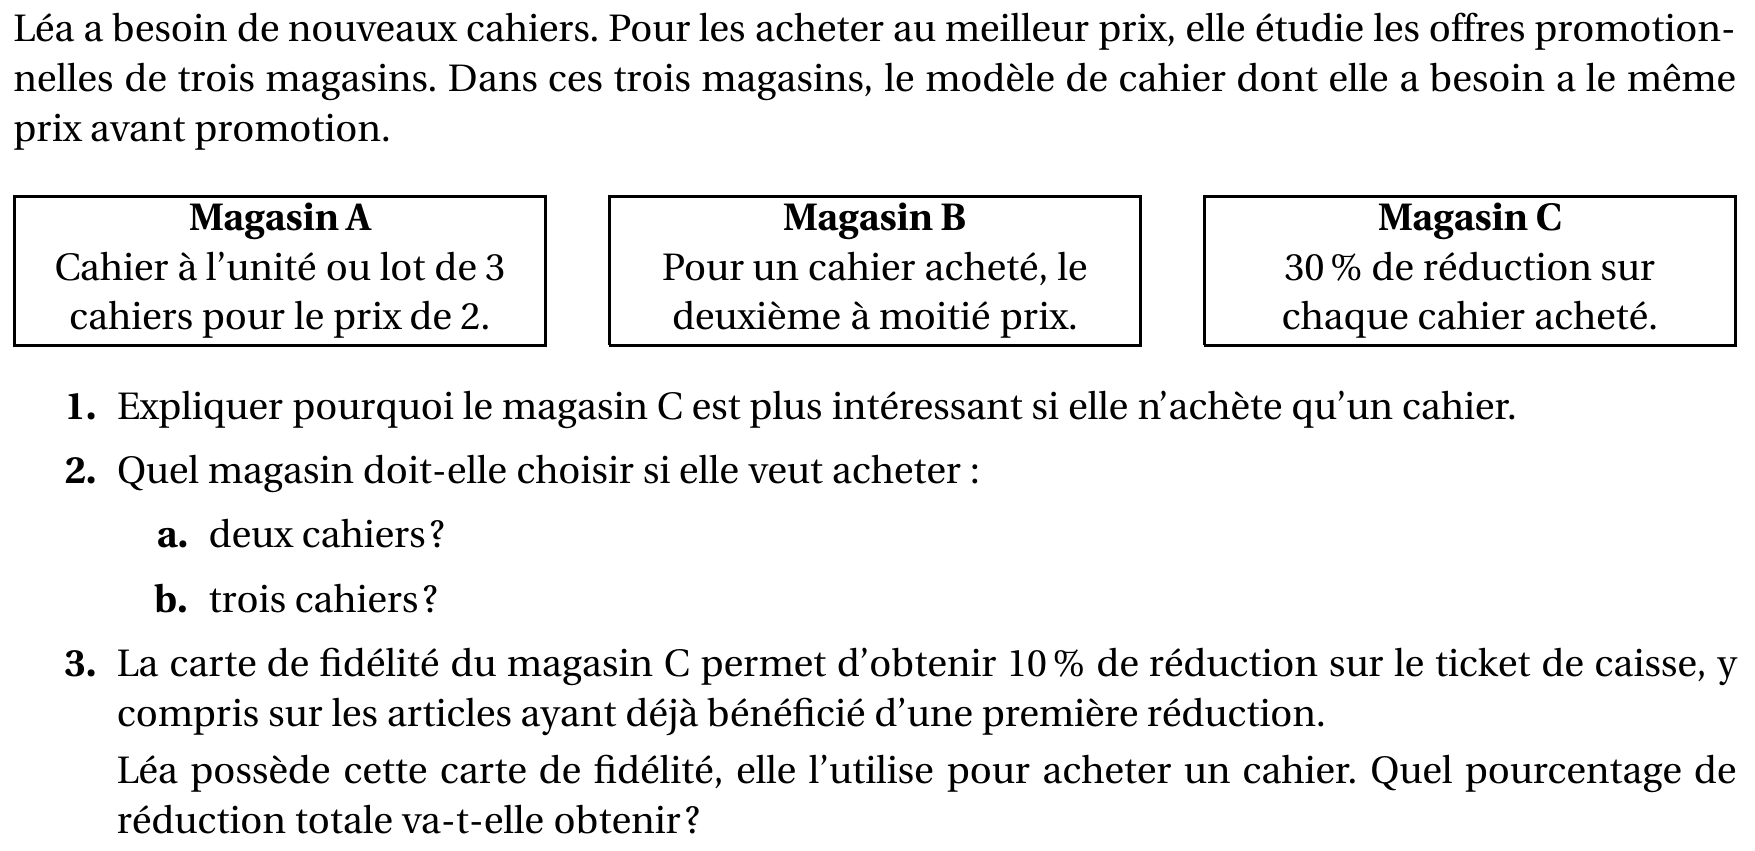 Léa a besoin de nouveaux cahiers. Pour les acheter au meilleur prix, elle étudie les offres promotion-
nelles de trois magasins. Dans ces trois magasins, le modèle de cahier dont elle a besoin a le même
prix avant promotion.
Magasin A
Cahier à l'unité ou lot de 3
cahiers pour le prix de 2.
Magasin B
Pour un cahier acheté, le
deuxième à moitié prix.
Magasin C
30 % de réduction sur
chaque cahier acheté.
1. Expliquer pourquoi le magasin C est plus intéressant si elle n'achète qu'un cahier.
2. Quel magasin doit-elle choisir si elle veut acheter :
a. deux cahiers ?
b. trois cahiers ?
3. La carte de fidélité du magasin C permet d'obtenir 10 % de réduction sur le ticket de caisse, y
compris sur les articles ayant déjà bénéficié d'une première réduction.
Léa possède cette carte de fidélité, elle l'utilise pour acheter un cahier. Quel pourcentage de
réduction totale va-t-elle obtenir ?